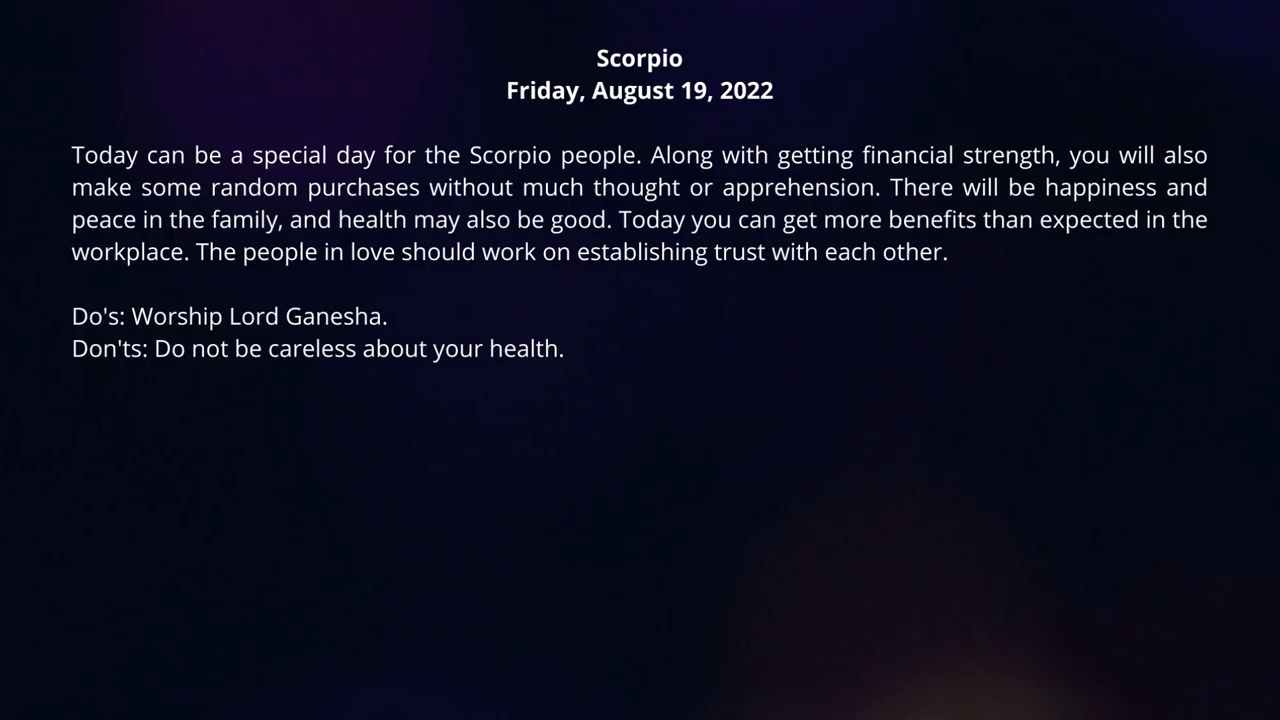 Scorpio
Friday, August 19, 2022
Today can be a special day for the Scorpio people. Along with getting financial strength, you will also
make some random purchases without much thought or apprehension. There will be happiness and
peace in the family, and health may also be good. Today you can get more benefits than expected in the
workplace. The people in love should work on establishing trust with each other.
Do's: Worship Lord Ganesha.
Don'ts: Do not be careless about your health.